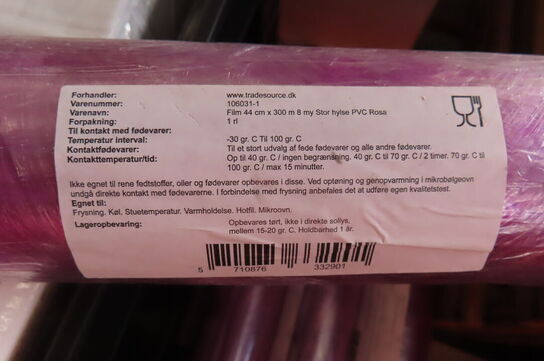 Forhandler: www.tradesource.dk
Varenummer: 106031-1
Varenavn: Film 44 cm x 300 m 8 my Stor hylse PVC Rosa
Forpakning: 1 rl
Til kontakt med fødevarer:
Temperatur interval: -30 gr. C Til 100 gr. C
Kontaktfødevarer: Til et stort udvalg af fede fødevarer og alle andre fødevarer.
Kontakttemperatur/tid: Op til 40 gr. C / ingen begrænsning. 40 gr. C til 70 gr. C / 2 timer. 70 gr. C til
100 gr. C / max 15 minutter.
Ikke egnet til rene fedtstoffer, olier og fødevarer opbevares i disse. Ved optøning og genopvarmning i mikrobølgeovn
undgå direkte kontakt med fødevarerne. I forbindelse med frysning anbefales det at udføre egen kvalitetstest.
Egnet til:
Frysning. Køl. Stuetemperatur. Varmholdelse. Hotfil. Mikroovn.
Lageropbevaring: Opbevares tørt, ikke i direkte sollys.
mellem 15-20 gr. C. Holdbarhed 1 år.
5 710876 332901